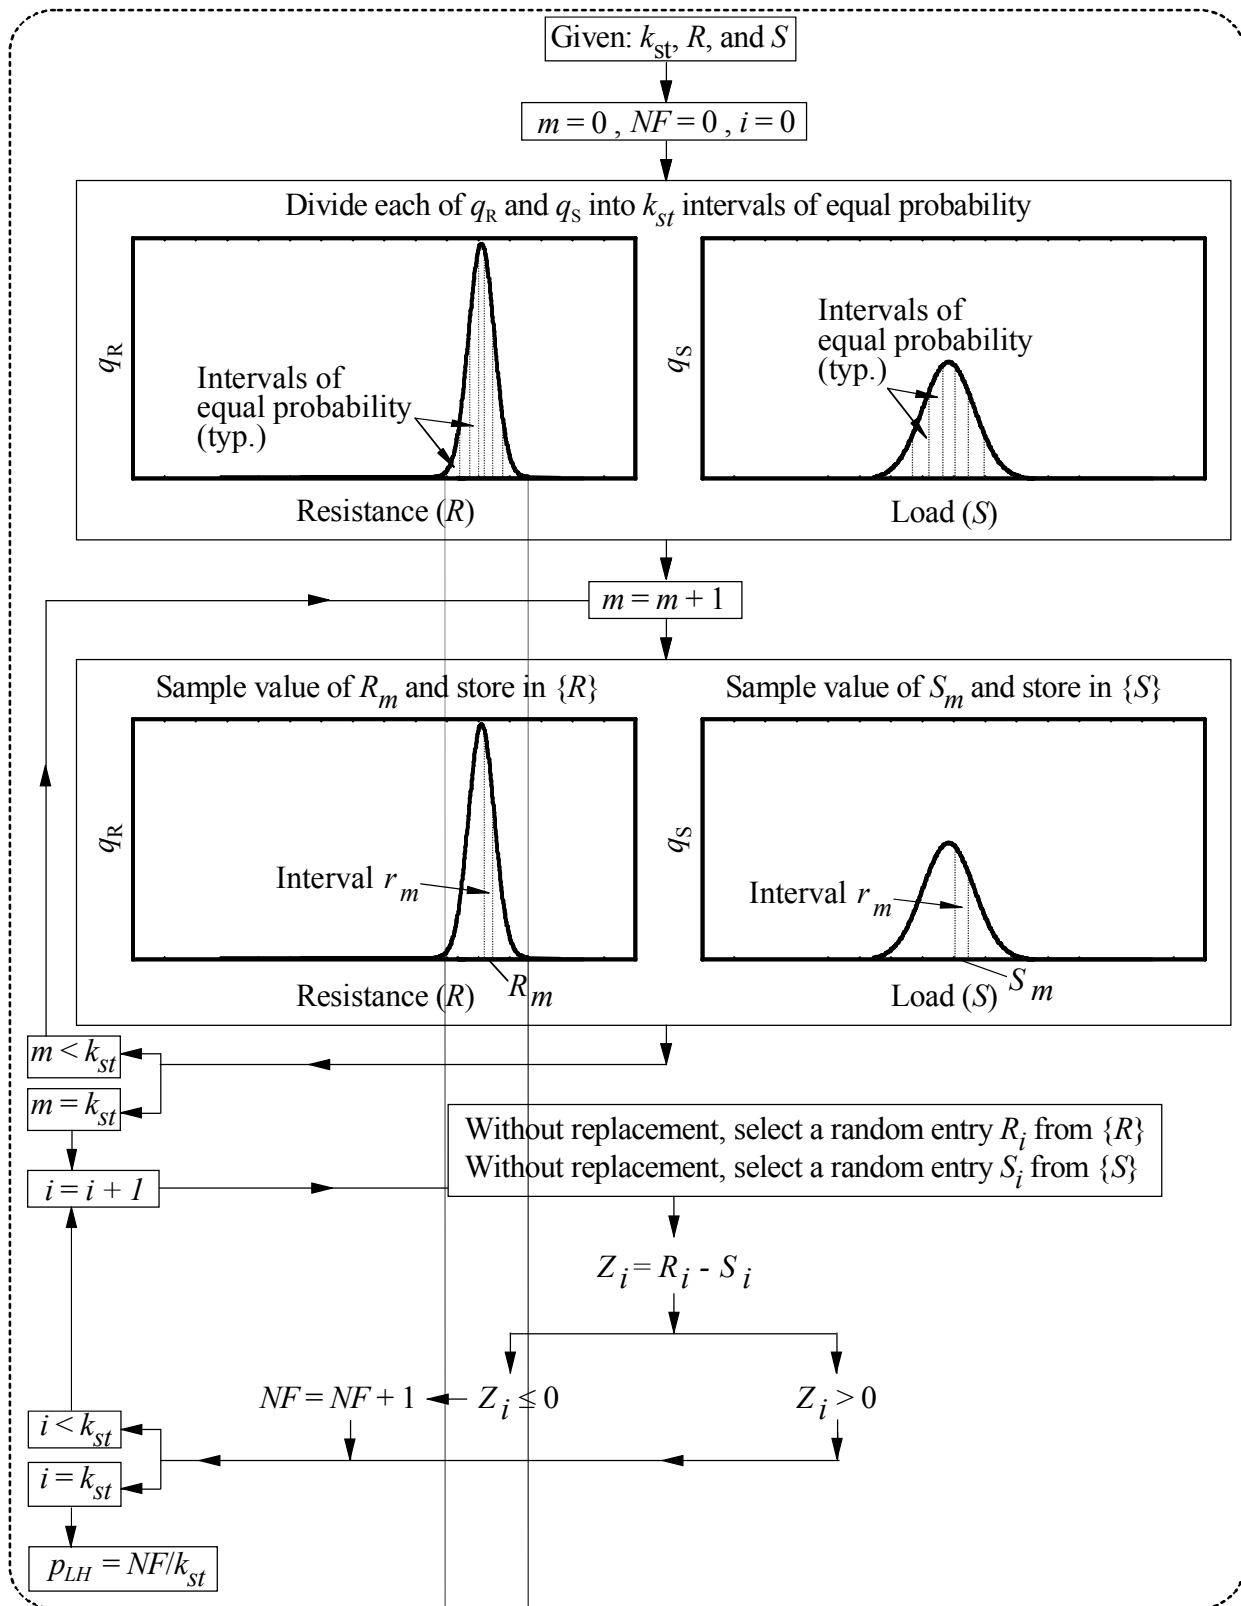 Given: k_st, R, and S
m = 0 , NF = 0 , i = 0
Divide each of q_R and q_S into k_st intervals of equal probability
q_R
Intervals of
equal probability
(typ.)
Resistance (R)
q_S
Intervals of
equal probability
(typ.)
Load (S)
m = m + 1
Sample value of R_m and store in {R}
q_R
Interval r_m
R_m
Resistance (R)
Sample value of S_m and store in {S}
q_S
Interval r_m
S_m
Load (S)
m < k_st
m = k_st
i = i + 1
Without replacement, select a random entry R_i from {R}
Without replacement, select a random entry S_i from {S}
Z_i = R_i - S_i
NF = NF + 1
Z_i ≤ 0
Z_i > 0
i < k_st
i = k_st
p_LH = NF/k_st